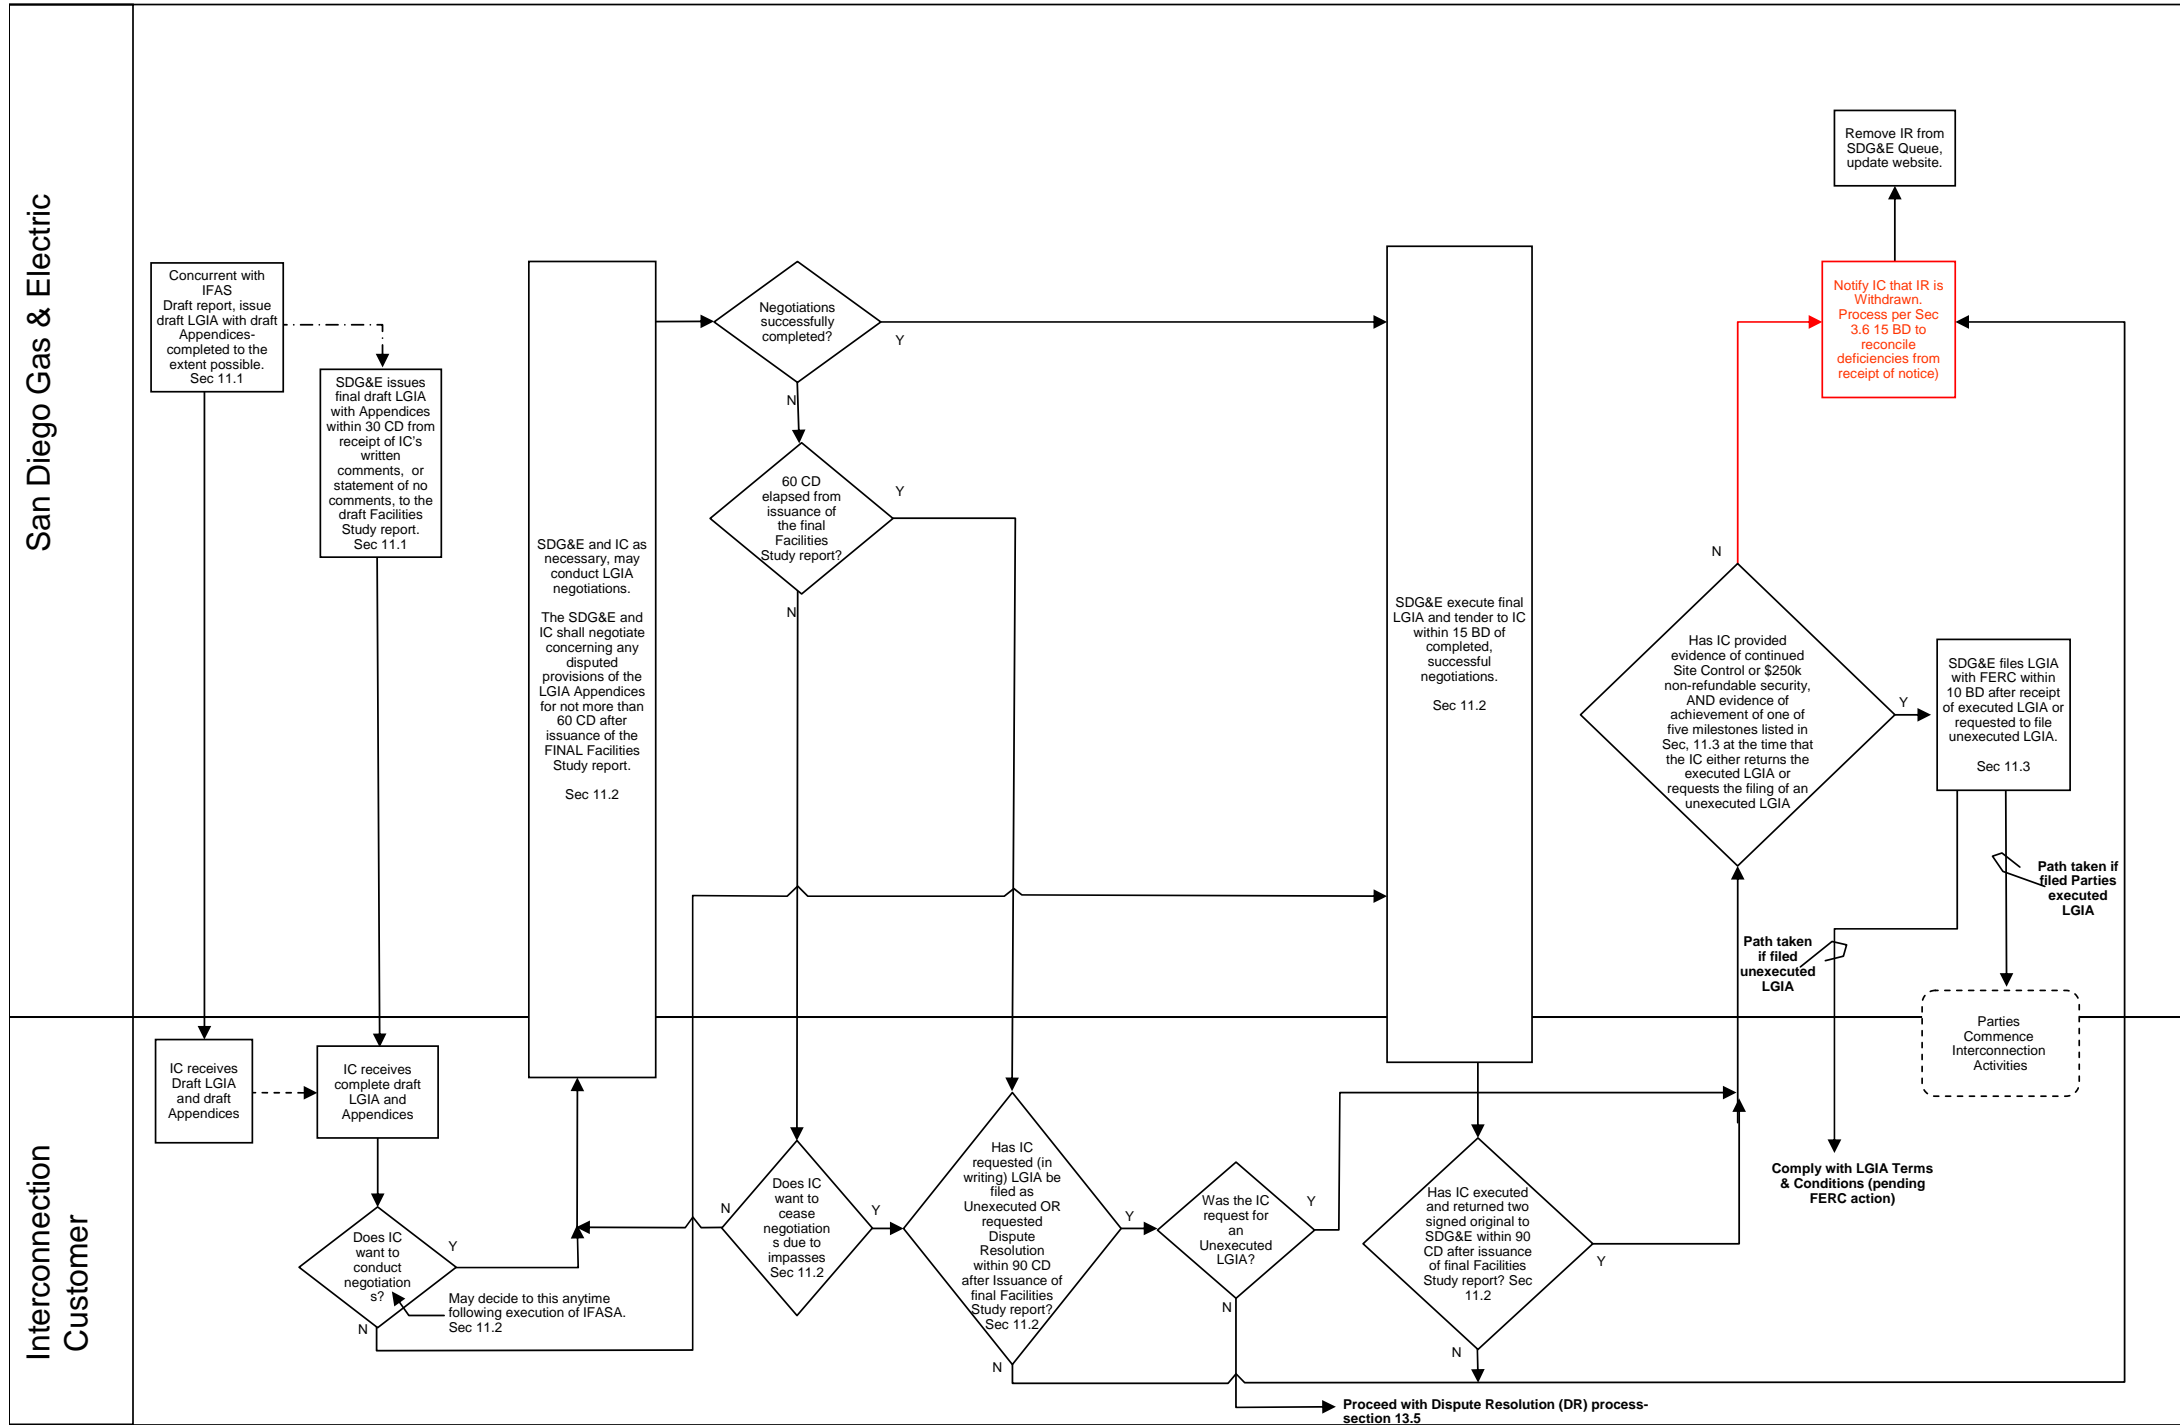 San Diego Gas & Electric
Concurrent with
IFAS
Draft report, issue
draft LGIA with draft
Appendices-
completed to the
extent possible.
Sec 11.1
SDG&E issues
final draft LGIA
with Appendices
within 30 CD from
receipt of IC's
written
comments, or
statement of no
comments, to the
draft Facilities
Study report.
Sec 11.1
SDG&E and IC as
necessary, may
conduct LGIA
negotiations.
The SDG&E and
IC shall negotiate
concerning any
disputed
provisions of the
LGIA Appendices
for not more than
60 CD after
issuance of the
FINAL Facilities
Study report.
Sec 11.2
Negotiations
successfully
completed?
Y
N
60 CD
elapsed from
issuance of
the final
Facilities
Study report?
Y
N
SDG&E execute final
LGIA and tender to IC
within 15 BD of
completed,
successful
negotiations.
Sec 11.2
Remove IR from
SDG&E Queue,
update website.
Notify IC that IR is
Withdrawn.
Process per Sec
3.6 15 BD to
reconcile
deficiencies from
receipt of notice)
N
Has IC provided
evidence of continued
Site Control or $250k
non-refundable security,
AND evidence of
achievement of one of
five milestones listed in
Sec, 11.3 at the time that
the IC either returns the
executed LGIA or
requests the filing of an
unexecuted LGIA
Y
SDG&E files LGIA
with FERC within
10 BD after receipt
of executed LGIA or
requested to file
unexecuted LGIA.
Sec 11.3
Path taken if
filed Parties
executed
LGIA
Path taken
if filed
unexecuted
LGIA
Interconnection
Customer
IC receives
Draft LGIA
and draft
Appendices
IC receives
complete draft
LGIA and
Appendices
Does IC
want to
conduct
negotiation
s?
Y
N
May decide to this anytime
following execution of IFASA.
Sec 11.2
Does IC
want to
cease
negotiation
s due to
impasses
Sec 11.2
N
Y
Has IC
requested (in
writing) LGIA be
filed as
Unexecuted OR
requested
Dispute
Resolution
within 90 CD
after Issuance of
final Facilities
Study report?
Sec 11.2
Y
N
Was the IC
request for
an
Unexecuted
LGIA?
Y
N
Has IC executed
and returned two
signed original to
SDG&E within 90
CD after issuance
of final Facilities
Study report? Sec
11.2
Y
N
Parties
Commence
Interconnection
Activities
Comply with LGIA Terms
& Conditions (pending
FERC action)
Proceed with Dispute Resolution (DR) process-
section 13.5